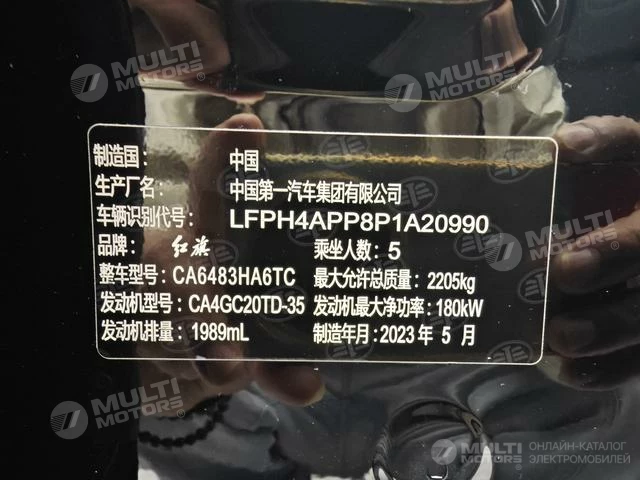 MULTI MOTORS®
MULTI MOTORS®
制造国： 中国
生产厂名： 中国第一汽车集团有限公司
车辆识别代号： LFPH4APP8P1A20990
品牌： 红旗 乘坐人数：5
整车型号：CA6483HA6TC 最大允许总质量：2205kg
发动机型号：CA4GC20TD-35 发动机最大净功率：180kW
发动机排量：1989mL 制造年月：2023 年 5 月
MULTI MOTORS®
MULTI MOTORS®
MULTI MOTORS® ОНЛАЙН-КАТАЛОГ ЭЛЕКТРОМОБИЛЕЙ